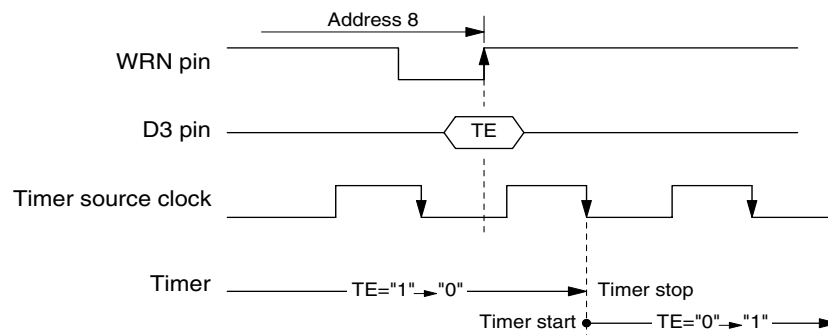 Address 8
WRN pin
D3 pin
TE
Timer source clock
Timer
TE="1"→"0"
Timer stop
Timer start
TE="0"→"1"